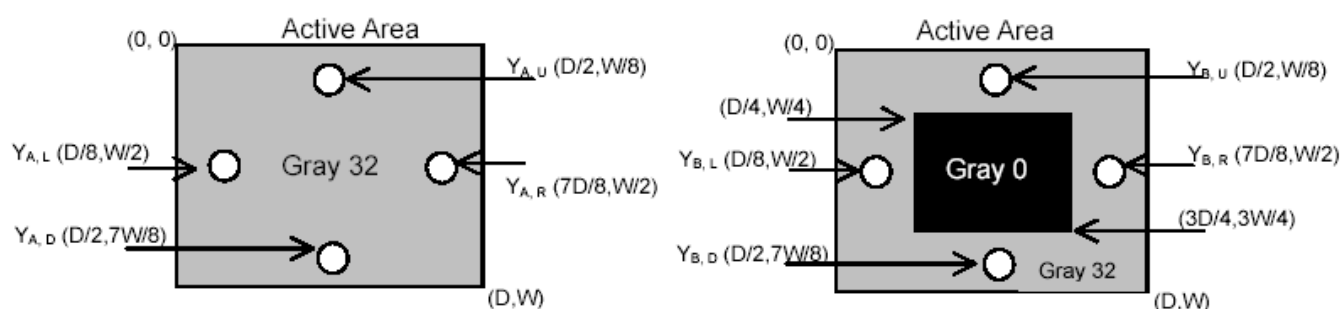 Active Area
(0, 0)
Y_A, U (D/2,W/8)
Y_A, L (D/8,W/2)
Gray 32
Y_A, R (7D/8,W/2)
Y_A, D (D/2,7W/8)
(D,W)
Active Area
(0, 0)
Y_B, U (D/2,W/8)
(D/4,W/4)
Y_B, L (D/8,W/2)
Gray 0
Y_B, R (7D/8,W/2)
(3D/4,3W/4)
Y_B, D (D/2,7W/8)
Gray 32
(D,W)